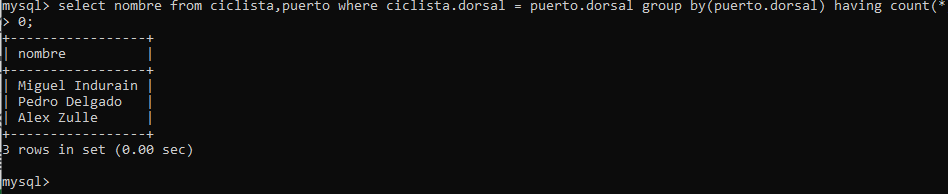 mysql> select nombre from ciclista,puerto where ciclista.dorsal = puerto.dorsal group by(puerto.dorsal) having count(*
> 0;
+-----------------+
| nombre          |
+-----------------+
| Miguel Indurain |
| Pedro Delgado   |
| Alex Zulle      |
+-----------------+
3 rows in set (0.00 sec)
mysql>